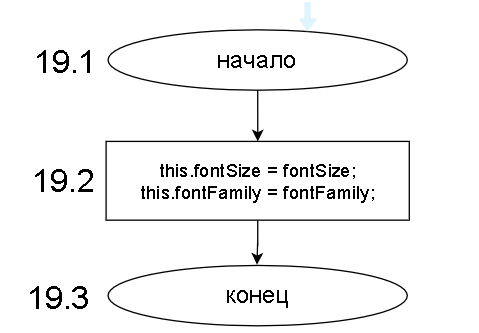 19.1
начало
19.2
this.fontSize = fontSize;
this.fontFamily = fontFamily;
19.3
конец